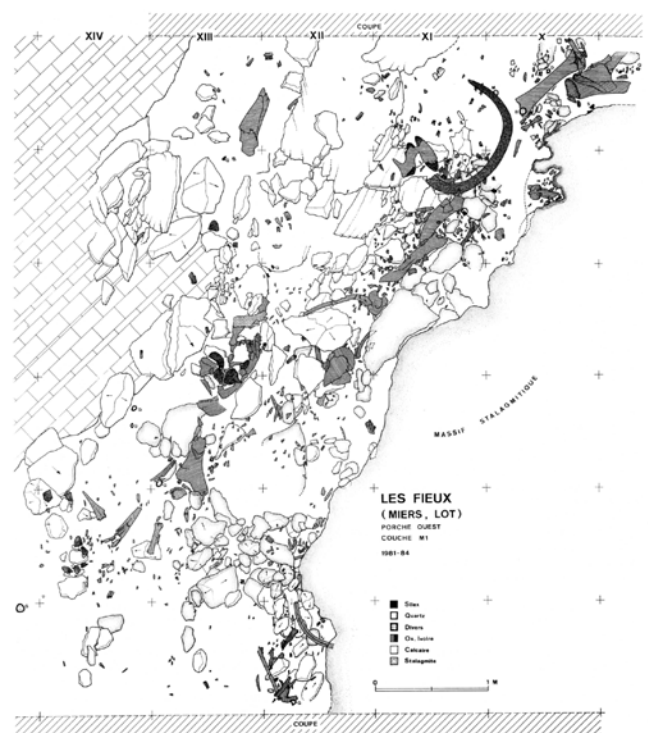 COUPE
XIV XIII XII XI X
MASSIF STALAGMITIQUE
LES FIEUX
(MIERS, LOT)
PORCHE OUEST
COUCHE M1
1981-84
Silex
Quartz
Divers
Os, Ivoire
Calcaire
Stalagmite
0 1 M
COUPE